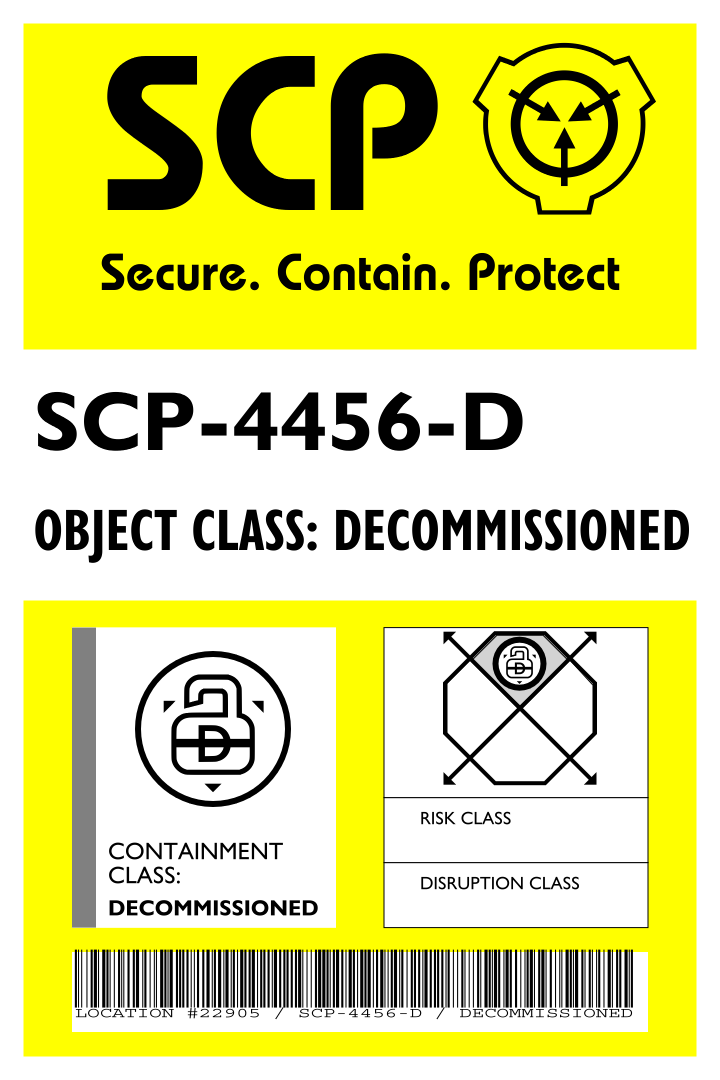 SCP
Secure. Contain. Protect
SCP-4456-D
OBJECT CLASS: DECOMMISSIONED
D
CONTAINMENT
CLASS:
DECOMMISSIONED
D
RISK CLASS
DISRUPTION CLASS
LOCATION #22905 / SCP-4456-D / DECOMMISSIONED